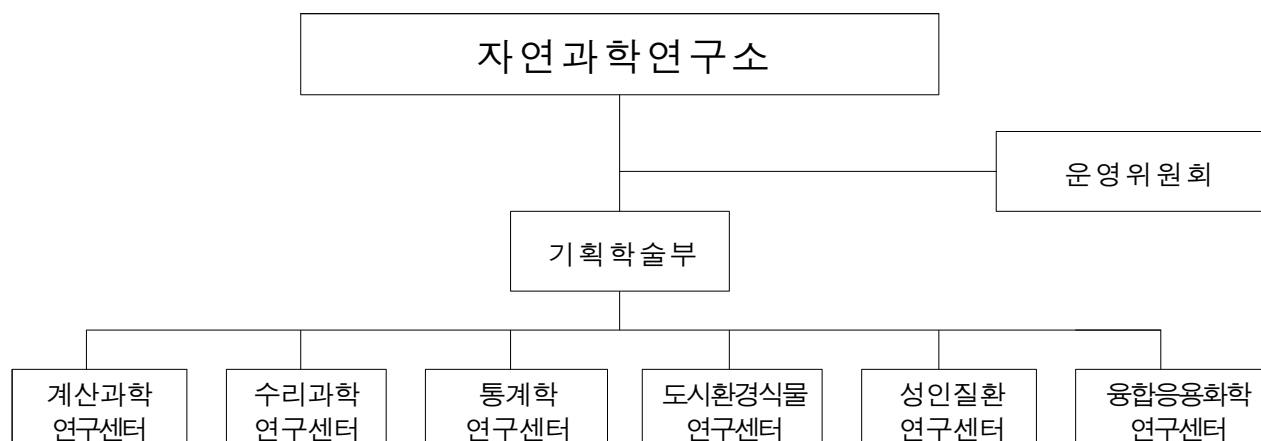 자연과학연구소
운영위원회
기획학술부
계산과학
연구센터
수리과학
연구센터
통계학
연구센터
도시환경식물
연구센터
성인질환
연구센터
융합응용화학
연구센터